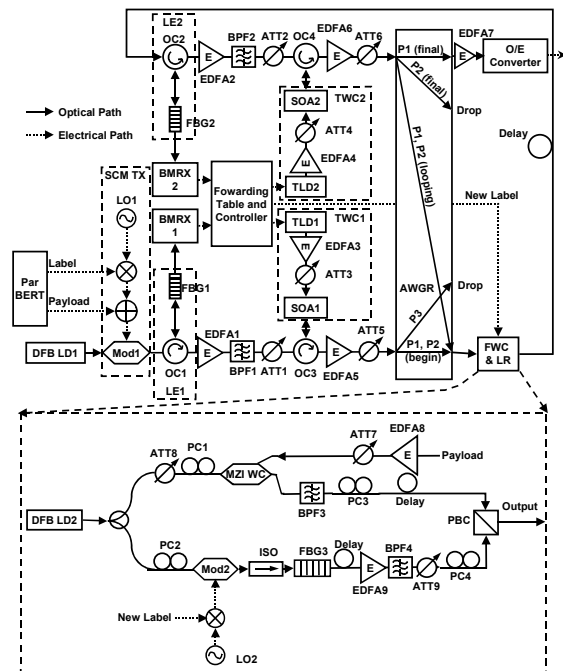 LE2
OC2
EDFA2
BPF2
ATT2
OC4
EDFA6
ATT6
P1 (final)
EDFA7
O/E
Converter
P2 (final)
Drop
Optical Path
Electrical Path
FBG2
SOA2
TWC2
ATT4
E
EDFA4
TLD2
P1, P2 (looping)
Delay
SCM TX
LO1
BMRX
2
BMRX
1
Fowarding
Table and
Controller
New Label
TLD1
TWC1
E
EDFA3
ATT3
SOA1
Par
BERT
Label
Payload
FBG1
AWGR
Drop
P3
DFB LD1
Mod1
OC1
LE1
EDFA1
E
BPF1
ATT1
OC3
E
EDFA5
ATT5
P1, P2
(begin)
FWC
& LR
E
E
E
ATT8
PC1
MZI WC
ATT7
EDFA8
E
Payload
BPF3
PC3
Delay
DFB LD2
PBC
Output
PC2
Mod2
ISO
FBG3
Delay
E
EDFA9
BPF4
ATT9
PC4
New Label
LO2